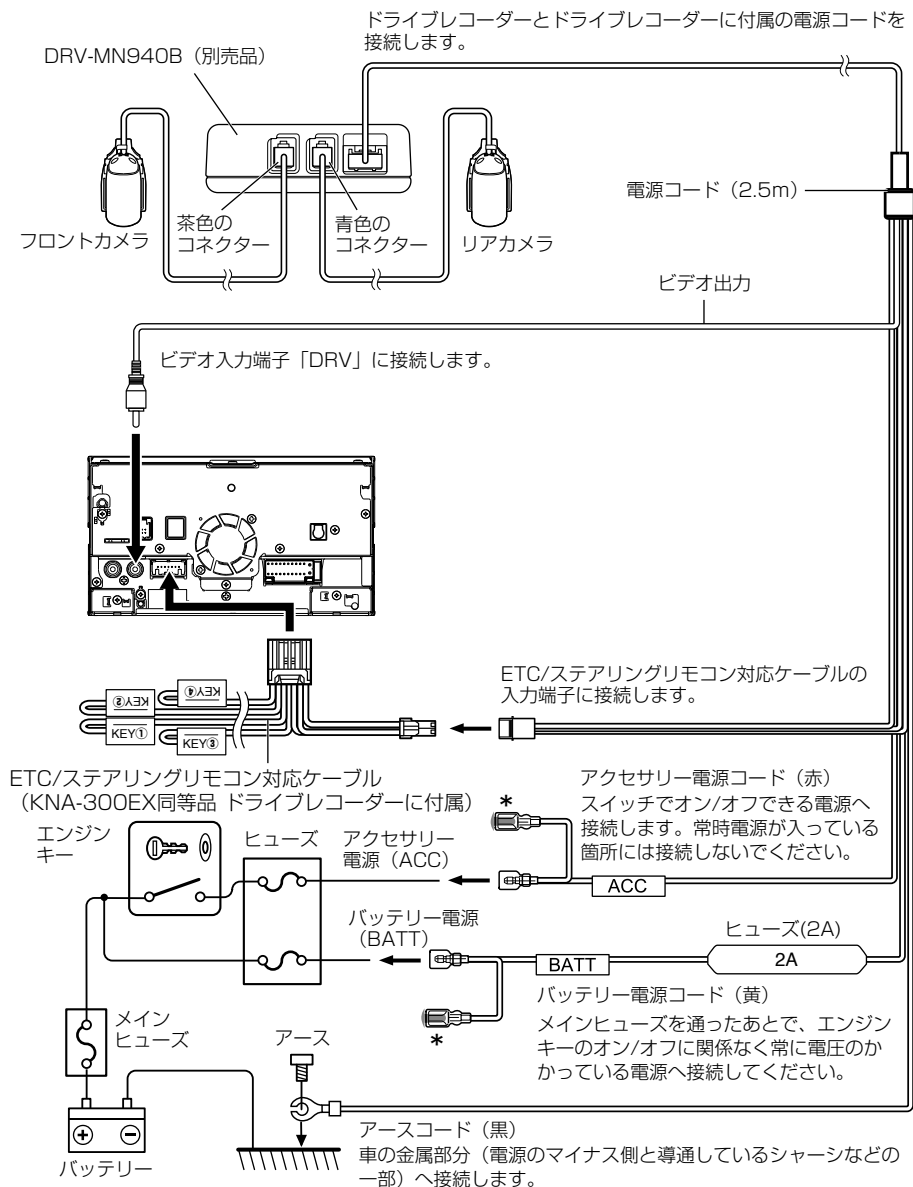 ドライブレコーダーとドライブレコーダーに付属の電源コードを
接続します。
DRV-MN940B（別売品）
電源コード（2.5m）
茶色の
コネクター
青色の
コネクター
フロントカメラ
リアカメラ
ビデオ出力
ビデオ入力端子「DRV」に接続します。
ETC/ステアリングリモコン対応ケーブルの
入力端子に接続します。
KEY②
KEY④
KEY①
KEY③
ETC/ステアリングリモコン対応ケーブル
（KNA-300EX同等品 ドライブレコーダーに付属）
アクセサリー電源コード（赤）
スイッチでオン/オフできる電源へ
接続します。常時電源が入っている
箇所には接続しないでください。
*
エンジン
キー
ヒューズ
アクセサリー
電源（ACC）
ACC
バッテリー電源
（BATT）
ヒューズ(2A)
BATT
2A
バッテリー電源コード（黄）
メインヒューズを通ったあとで、エンジン
キーのオン/オフに関係なく常に電圧のか
かっている電源へ接続してください。
*
メイン
ヒューズ
アース
バッテリー
アースコード（黒）
車の金属部分（電源のマイナス側と導通しているシャーシなどの
一部）へ接続します。